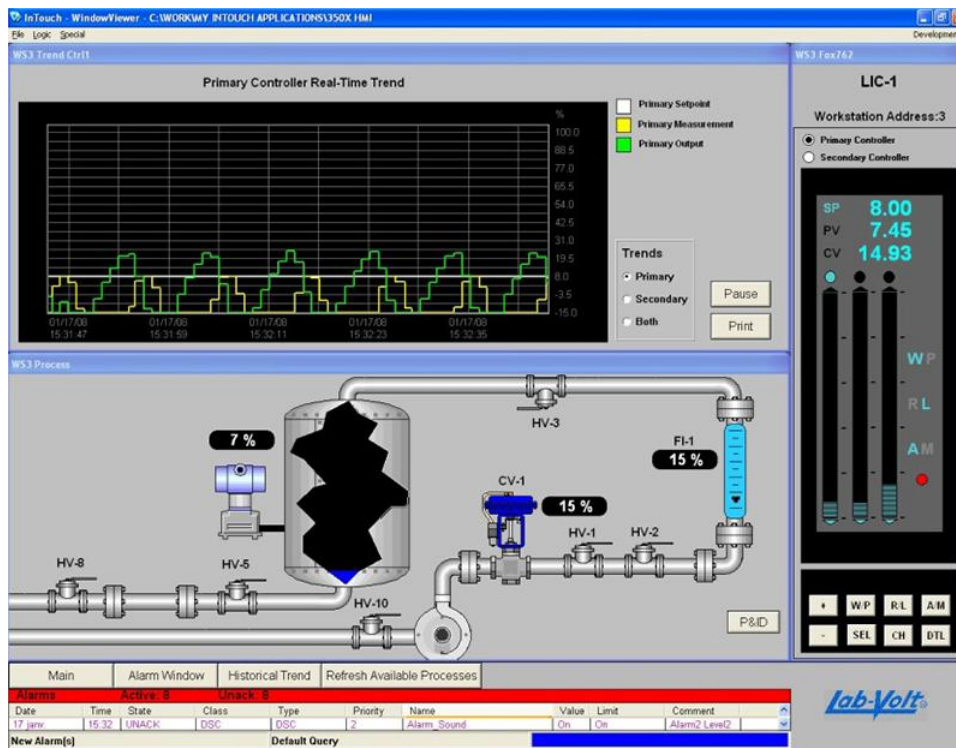 InTouch - WindowViewer - C:\WORK\MY INTOUCH APPLICATIONS\350X HMI
File Logic Special
Development
WS3 Trend Ctrl1
Primary Controller Real-Time Trend
%
100.0
88.5
77.0
65.5
54.0
42.5
31.0
19.5
8.0
-3.5
-15.0
01/17/08 01/17/08 01/17/08 01/17/08 01/17/08
15:31:47 15:31:59 15:32:11 15:32:23 15:32:35
Primary Setpoint
Primary Measurement
Primary Output
Trends
Primary
Secondary
Both
Pause
Print
WS3 Fox762
LIC-1
Workstation Address:3
Primary Controller
Secondary Controller
SP 8.00
PV 7.45
CV 14.93
W P
R L
A M
+ W/P R/L A/M
- SEL CH DTL
WS3 Process
7 %
HV-3
FI-1
15 %
CV-1
15 %
HV-1 HV-2
HV-8
HV-5
HV-10
P&ID
Main Alarm Window Historical Trend Refresh Available Processes
Alarms Active: 8 Unack: 8
Date Time State Class Type Priority Name Value Limit Comment
17 janv. 15:32 UNACK DSC DSC 2 Alarm_Sound On On Alarm2 Level2
New Alarm(s) Default Query
Lab-Volt